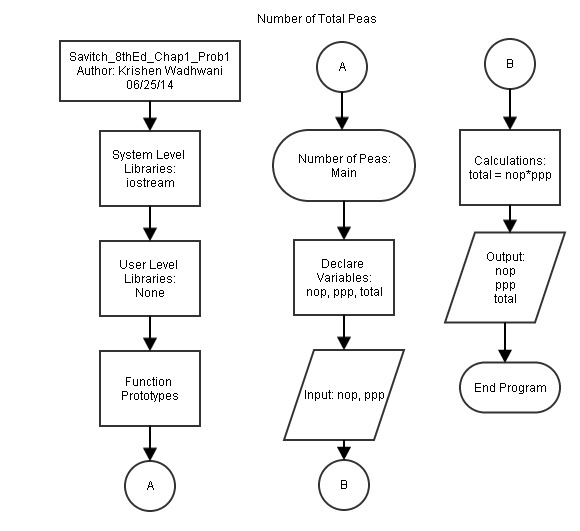 Number of Total Peas
Savitch_8thEd_Chap1_Prob1
Author: Krishen Wadhwani
06/25/14
System Level
Libraries:
iostream
User Level
Libraries:
None
Function
Prototypes
A
A
Number of Peas:
Main
Declare
Variables:
nop, ppp, total
Input: nop, ppp
B
B
Calculations:
total = nop*ppp
Output:
nop
ppp
total
End Program